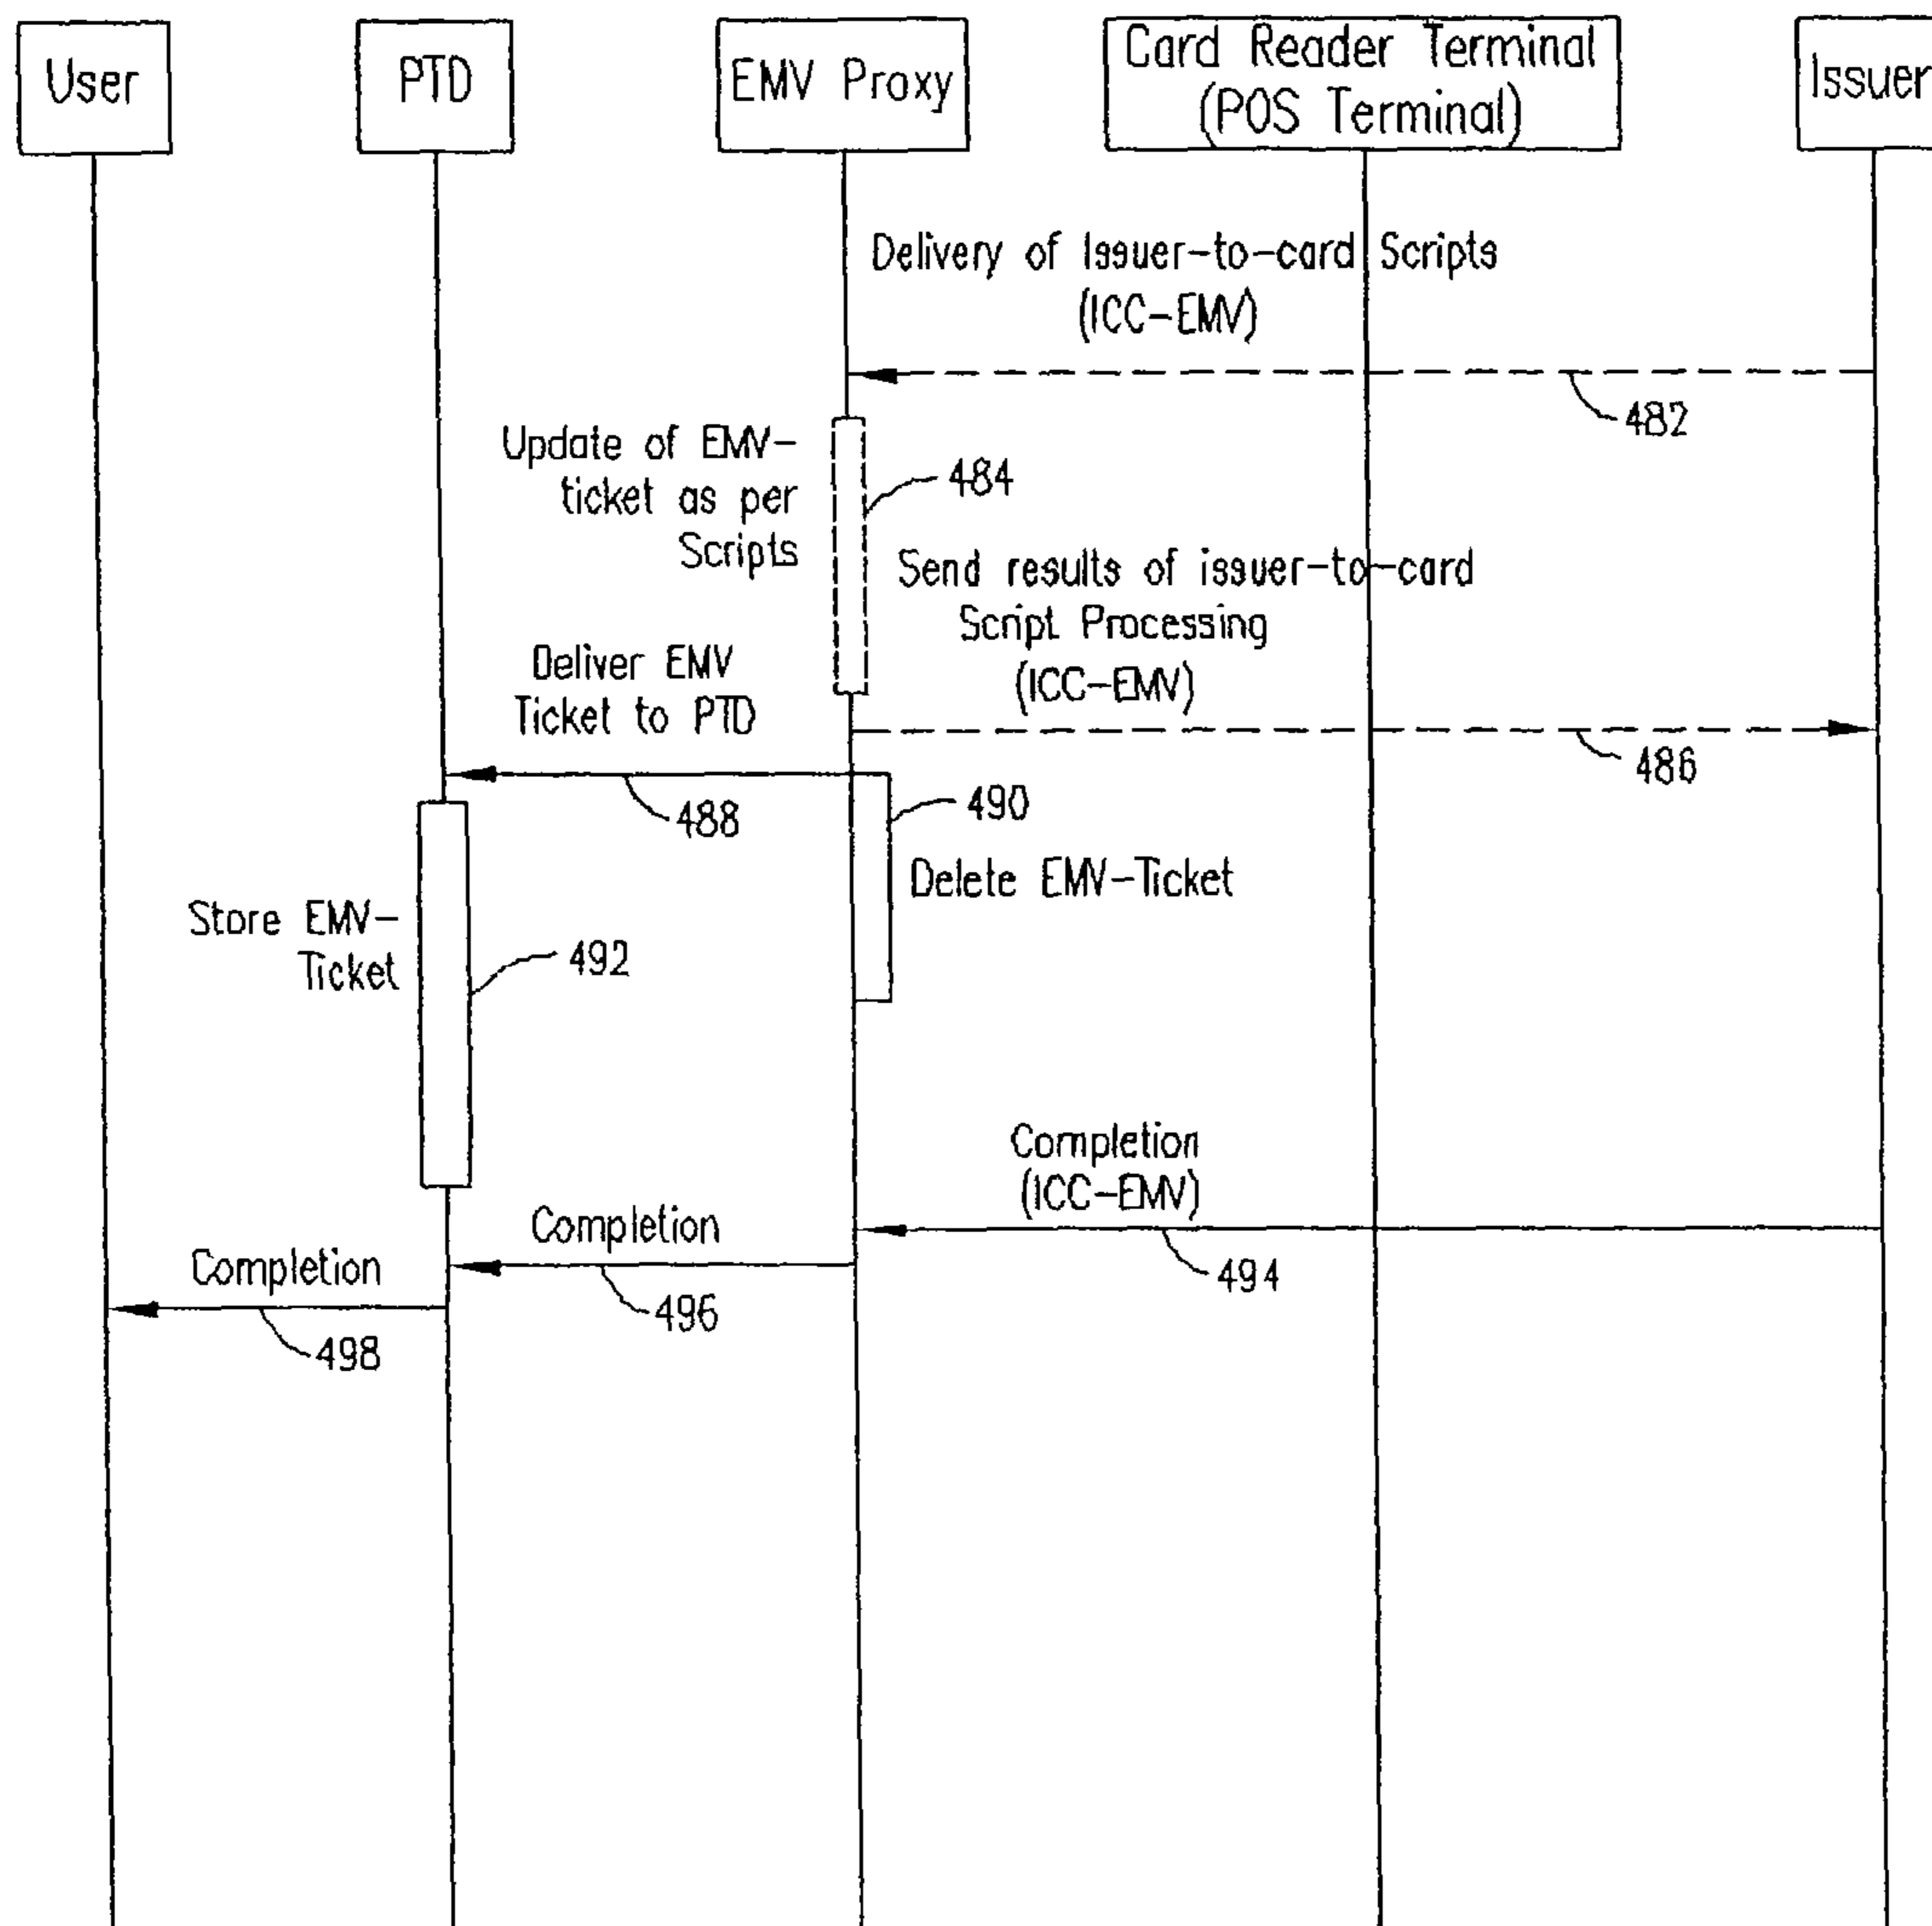 User
PTD
EMV Proxy
Card Reader Terminal
(POS Terminal)
Issuer
Delivery of Issuer-to-card Scripts
(ICC-EMV)
482
Update of EMV-
ticket as per
Scripts
484
Send results of issuer-to-card
Script Processing
(ICC-EMV)
486
Deliver EMV
Ticket to PTD
488
490
Delete EMV-Ticket
Store EMV-
Ticket
492
Completion
(ICC-EMV)
494
Completion
496
Completion
498